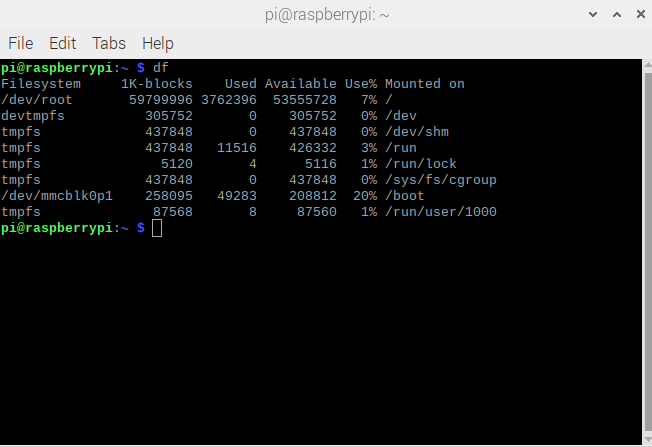 pi@raspberrypi: ~
File Edit Tabs Help
pi@raspberrypi:~ $ df
Filesystem     1K-blocks    Used Available Use% Mounted on
/dev/root       59799996 3762396  53555728   7% /
devtmpfs          305752       0    305752   0% /dev
tmpfs             437848       0    437848   0% /dev/shm
tmpfs             437848   11516    426332   3% /run
tmpfs               5120       4      5116   1% /run/lock
tmpfs             437848       0    437848   0% /sys/fs/cgroup
/dev/mmcblk0p1    258095   49283    208812  20% /boot
tmpfs              87568       8     87560   1% /run/user/1000
pi@raspberrypi:~ $